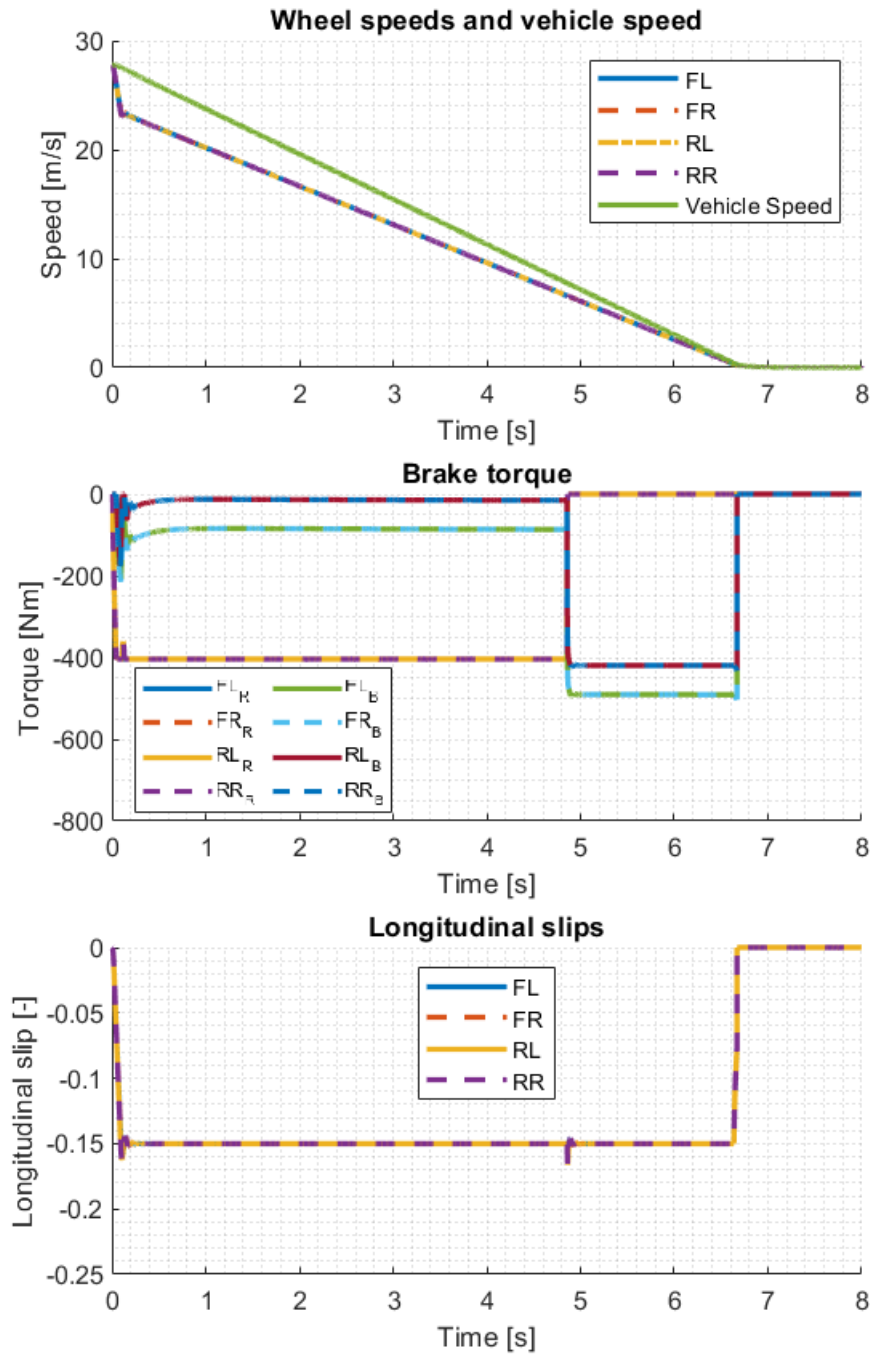 Wheel speeds and vehicle speed
30
20
10
0
Speed [m/s]
FL
FR
RL
RR
Vehicle Speed
0 1 2 3 4 5 6 7 8
Time [s]
Brake torque
0
-200
-400
-600
-800
Torque [Nm]
FL_R FL_B
FR_R FR_B
RL_R RL_B
RR_R RR_B
0 1 2 3 4 5 6 7 8
Time [s]
Longitudinal slips
0
-0.05
-0.1
-0.15
-0.2
-0.25
Longitudinal slip [-]
FL
FR
RL
RR
0 1 2 3 4 5 6 7 8
Time [s]